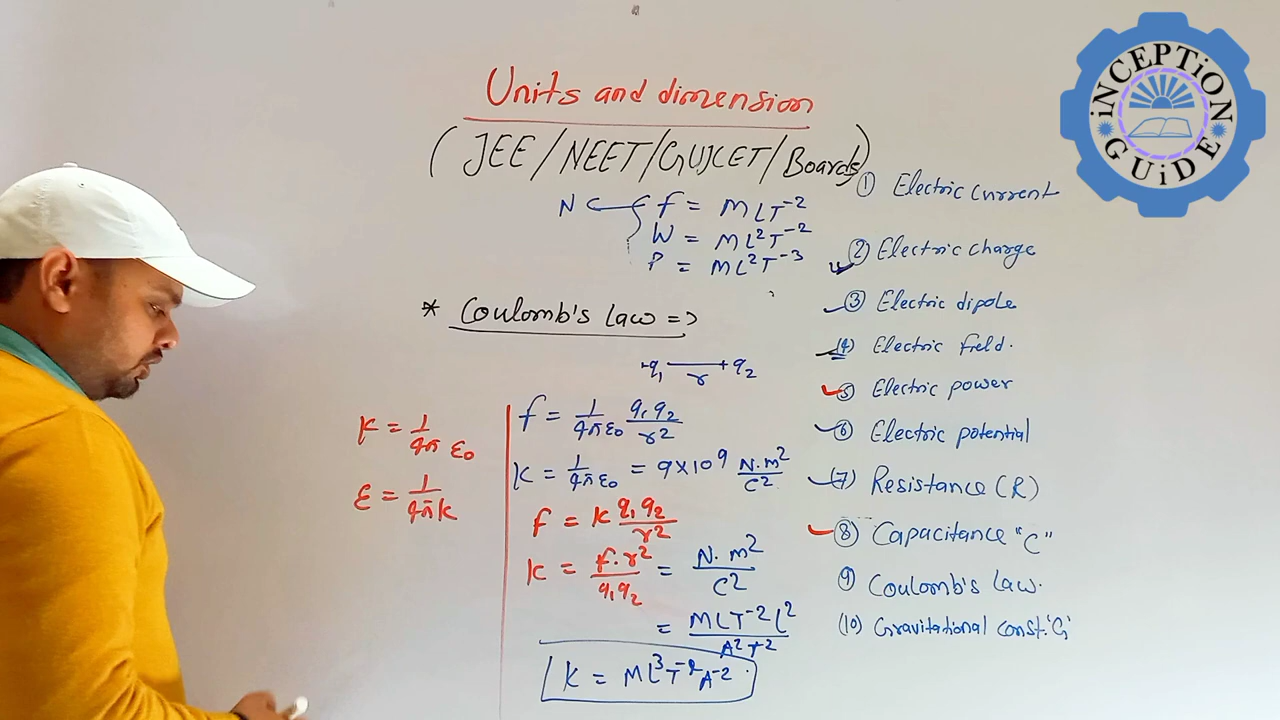 Units and dimension
(JEE/NEET/GUJCET/Boards)
N f = MLT⁻²
W = ML²T⁻²
P = ML²T⁻³
* Coulomb's Law =>
+q₁ r +q₂
f = 1/4πε₀ q₁q₂/r²
K = 1/4πε₀ = 9×10⁹ N.m²/C²
f = K q₁q₂/r²
K = f.r²/q₁q₂ = N.m²/C²
= MLT⁻²L²/A²T²
K = ML³T⁻⁴A⁻²
K = 1/4πε₀
ε = 1/4πk
① Electric current
② Electric charge
③ Electric dipole
④ Electric field.
⑤ Electric power
⑥ Electric potential
⑦ Resistance (R)
⑧ Capacitance "C"
⑨ Coulomb's Law.
(10) Gravitational const. 'G'
iNCEPTiON
GUiDE